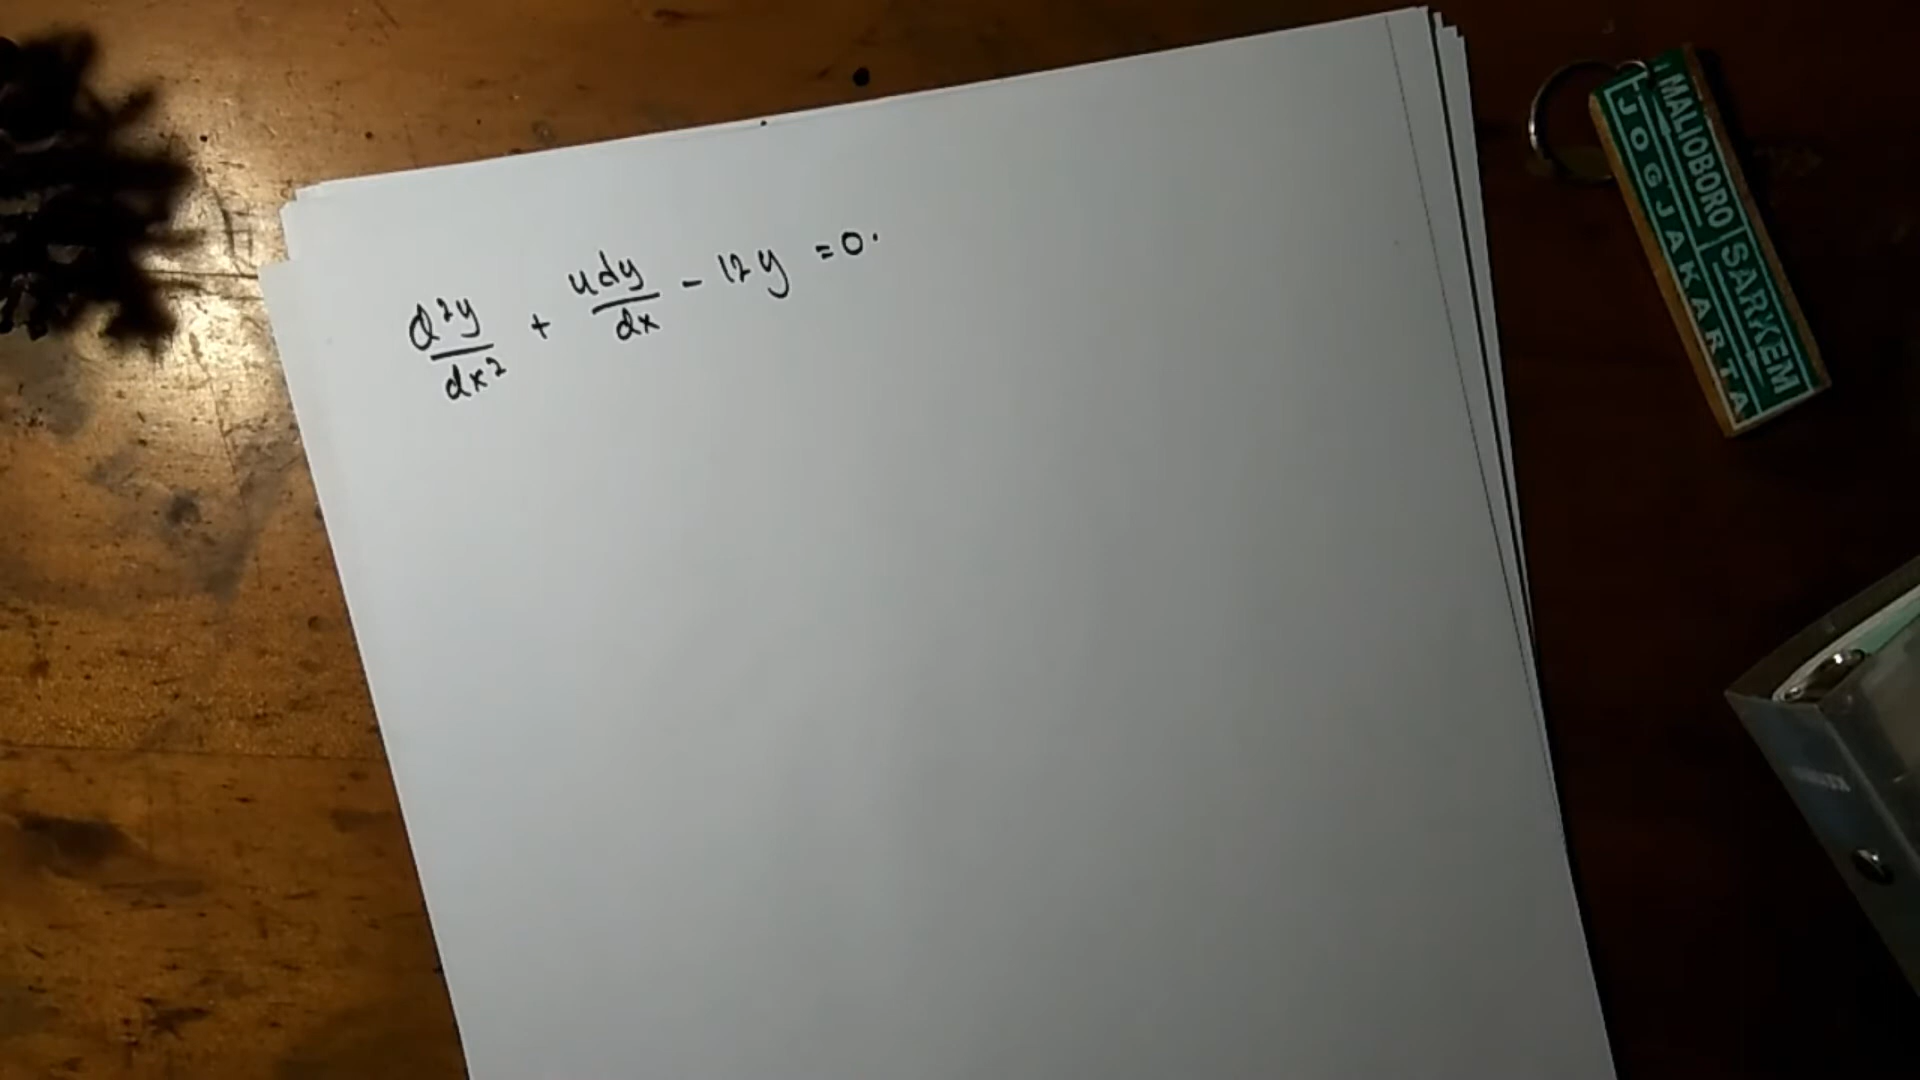 d²y/dx² + 4dy/dx - 12y = 0.
MALIOBORO SARKEM
JOGJAKARTA